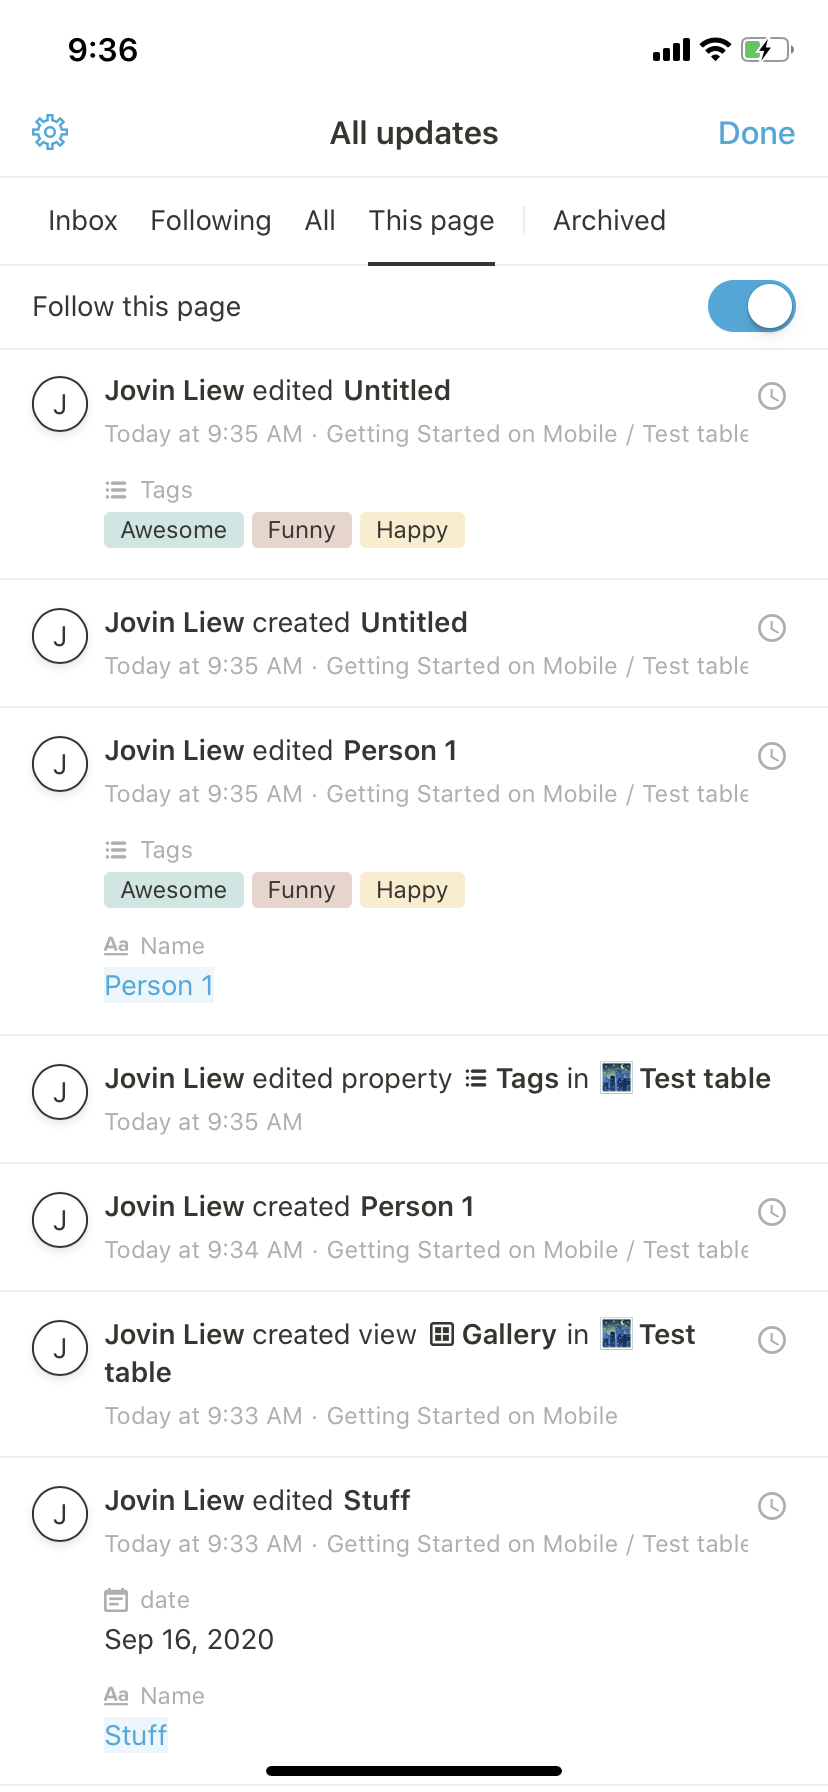 9:36
All updates
Done
Inbox Following All This page Archived
Follow this page
J
Jovin Liew edited Untitled
Today at 9:35 AM · Getting Started on Mobile / Test table
Tags
Awesome Funny Happy
J
Jovin Liew created Untitled
Today at 9:35 AM · Getting Started on Mobile / Test table
J
Jovin Liew edited Person 1
Today at 9:35 AM · Getting Started on Mobile / Test table
Tags
Awesome Funny Happy
Aa Name
Person 1
J
Jovin Liew edited property Tags in Test table
Today at 9:35 AM
J
Jovin Liew created Person 1
Today at 9:34 AM · Getting Started on Mobile / Test table
J
Jovin Liew created view Gallery in Test
table
Today at 9:33 AM · Getting Started on Mobile
J
Jovin Liew edited Stuff
Today at 9:33 AM · Getting Started on Mobile / Test table
date
Sep 16, 2020
Aa Name
Stuff